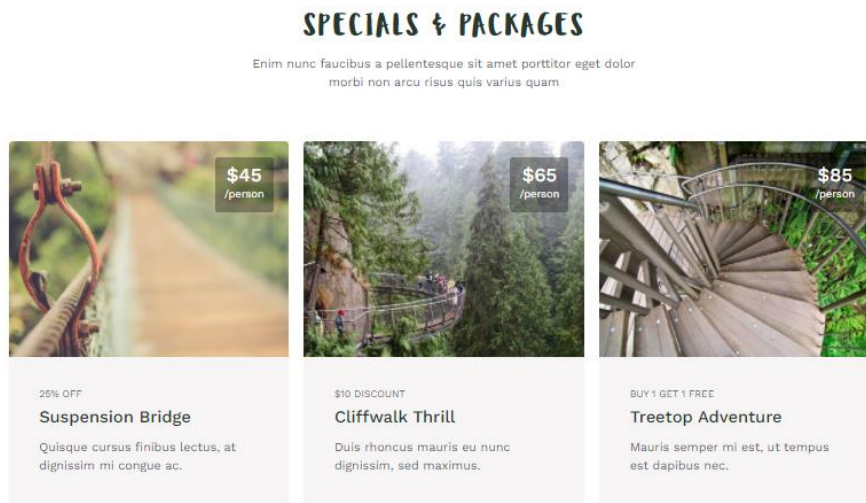 SPECIALS & PACKAGES
Enim nunc faucibus a pellentesque sit amet porttitor eget dolor
morbi non arcu risus quis varius quam
$45
/person
$65
/person
$85
/person
25% OFF
Suspension Bridge
Quisque cursus finibus lectus, at
dignissim mi congue ac.
$10 DISCOUNT
Cliffwalk Thrill
Duis rhoncus mauris eu nunc
dignissim, sed maximus.
BUY 1 GET 1 FREE
Treetop Adventure
Mauris semper mi est, ut tempus
est dapibus nec.